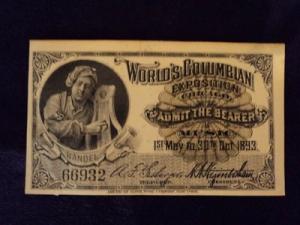 WORLD'S COLUMBIAN
EXPOSITION
CHICAGO
ADMIT THE BEARER
MUSIC
1ST May to 30TH Oct 1893.
HANDEL
66932